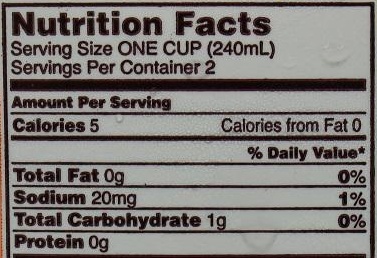 Nutrition Facts
Serving Size ONE CUP (240mL)
Servings Per Container 2
Amount Per Serving
Calories 5 Calories from Fat 0
% Daily Value*
Total Fat 0g 0%
Sodium 20mg 1%
Total Carbohydrate 1g 0%
Protein 0g